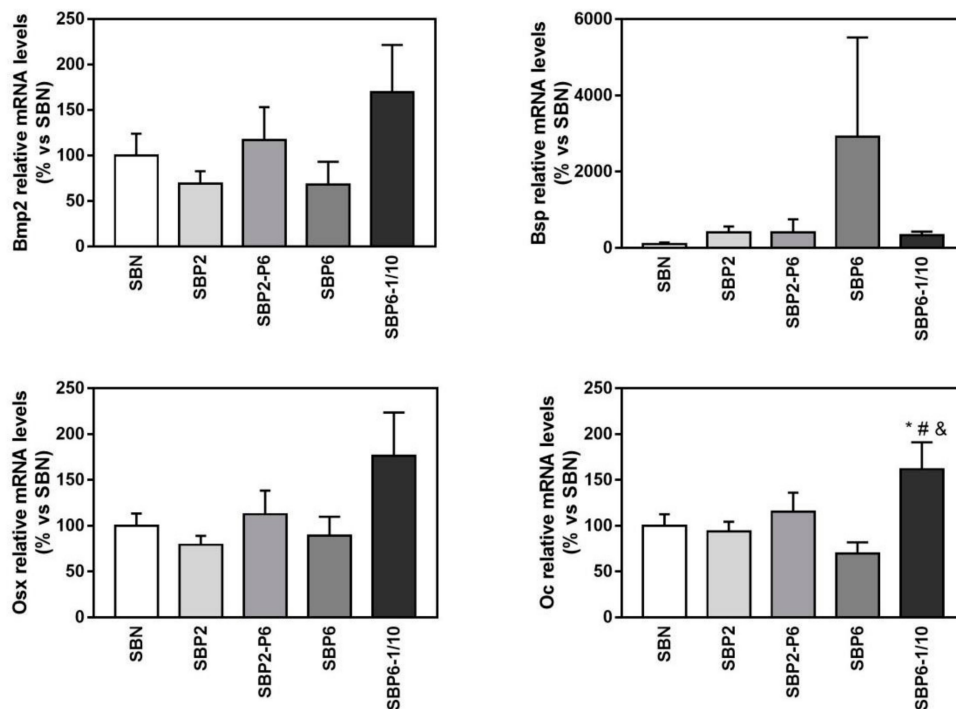 Bmp2 relative mRNA levels
(% vs SBN)
250
200
150
100
50
0
SBN
SBP2
SBP2-P6
SBP6
SBP6-1/10
Bsp relative mRNA levels
(% vs SBN)
6000
4000
2000
0
SBN
SBP2
SBP2-P6
SBP6
SBP6-1/10
Osx relative mRNA levels
(% vs SBN)
250
200
150
100
50
0
SBN
SBP2
SBP2-P6
SBP6
SBP6-1/10
Oc relative mRNA levels
(% vs SBN)
250
200
150
100
50
0
* # &
SBN
SBP2
SBP2-P6
SBP6
SBP6-1/10